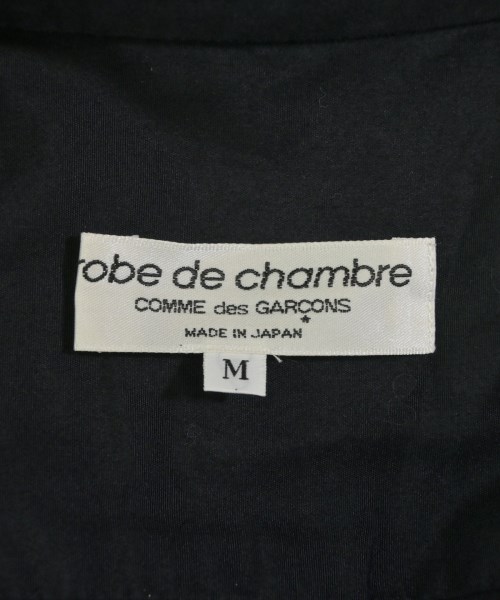 robe de chambre
COMME des GARÇONS
MADE IN JAPAN
M